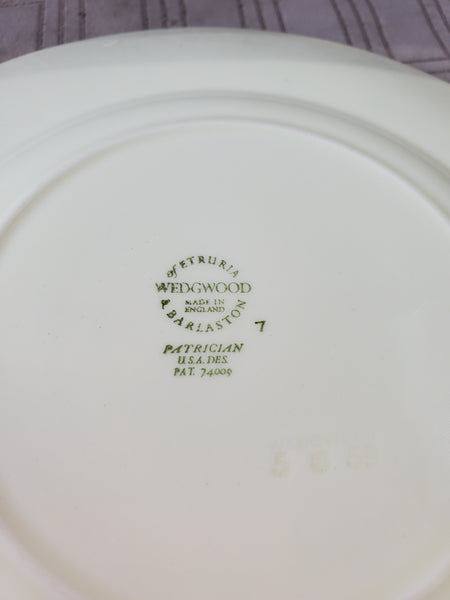 of ETRURIA
WEDGWOOD
MADE IN
ENGLAND
& BARLASTON
7
PATRICIAN
U.S.A. DES.
PAT. 74009